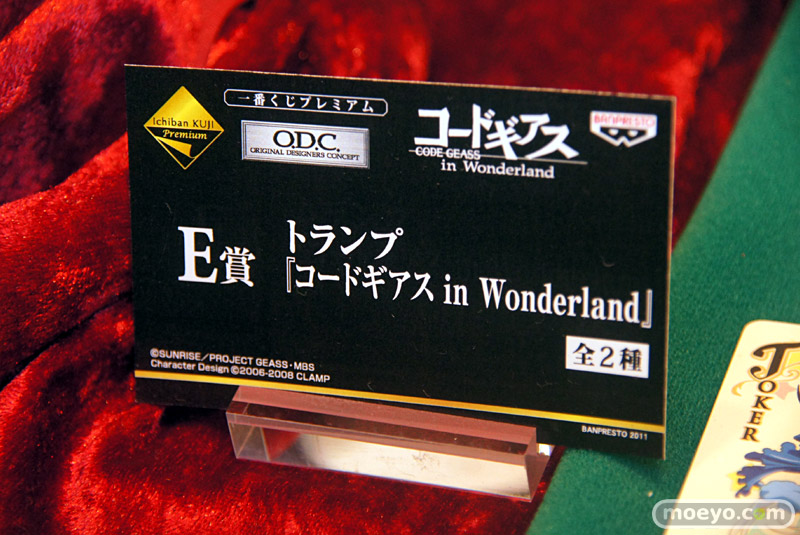 一番くじプレミアム
Ichiban KUJI
Premium
O.D.C.
ORIGINAL DESIGNERS CONCEPT
コードギアス
CODE GEASS
in Wonderland
BANPRESTO
E賞
トランプ
『コードギアス in Wonderland』
全2種
©SUNRISE／PROJECT GEASS・MBS
Character Design ©2006-2008 CLAMP
BANPRESTO 2011
JOKER
moeyo.com